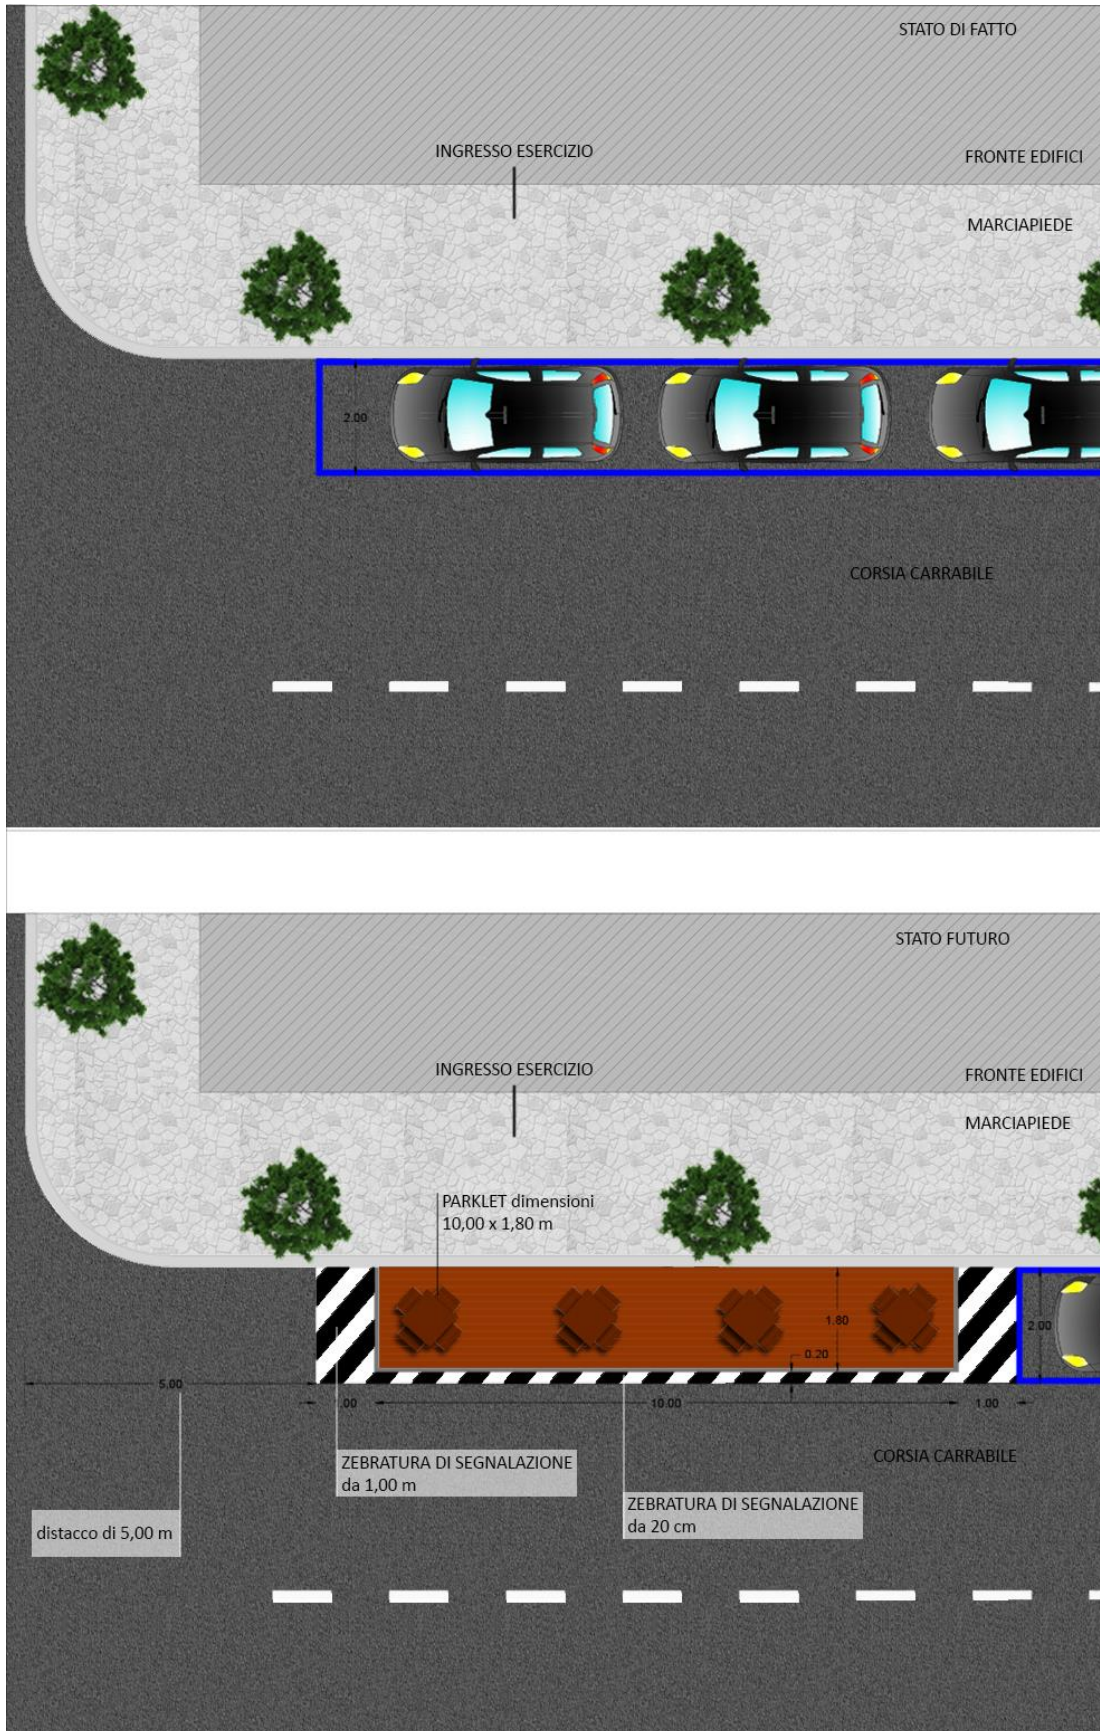 STATO DI FATTO
INGRESSO ESERCIZIO
FRONTE EDIFICI
MARCIAPIEDE
2.00
CORSIA CARRABILE
STATO FUTURO
INGRESSO ESERCIZIO
FRONTE EDIFICI
MARCIAPIEDE
PARKLET dimensioni
10,00 x 1,80 m
1.80
2.00
0.20
5.00
.00
10.00
1.00
CORSIA CARRABILE
ZEBRATURA DI SEGNALAZIONE
da 1,00 m
ZEBRATURA DI SEGNALAZIONE
da 20 cm
distacco di 5,00 m